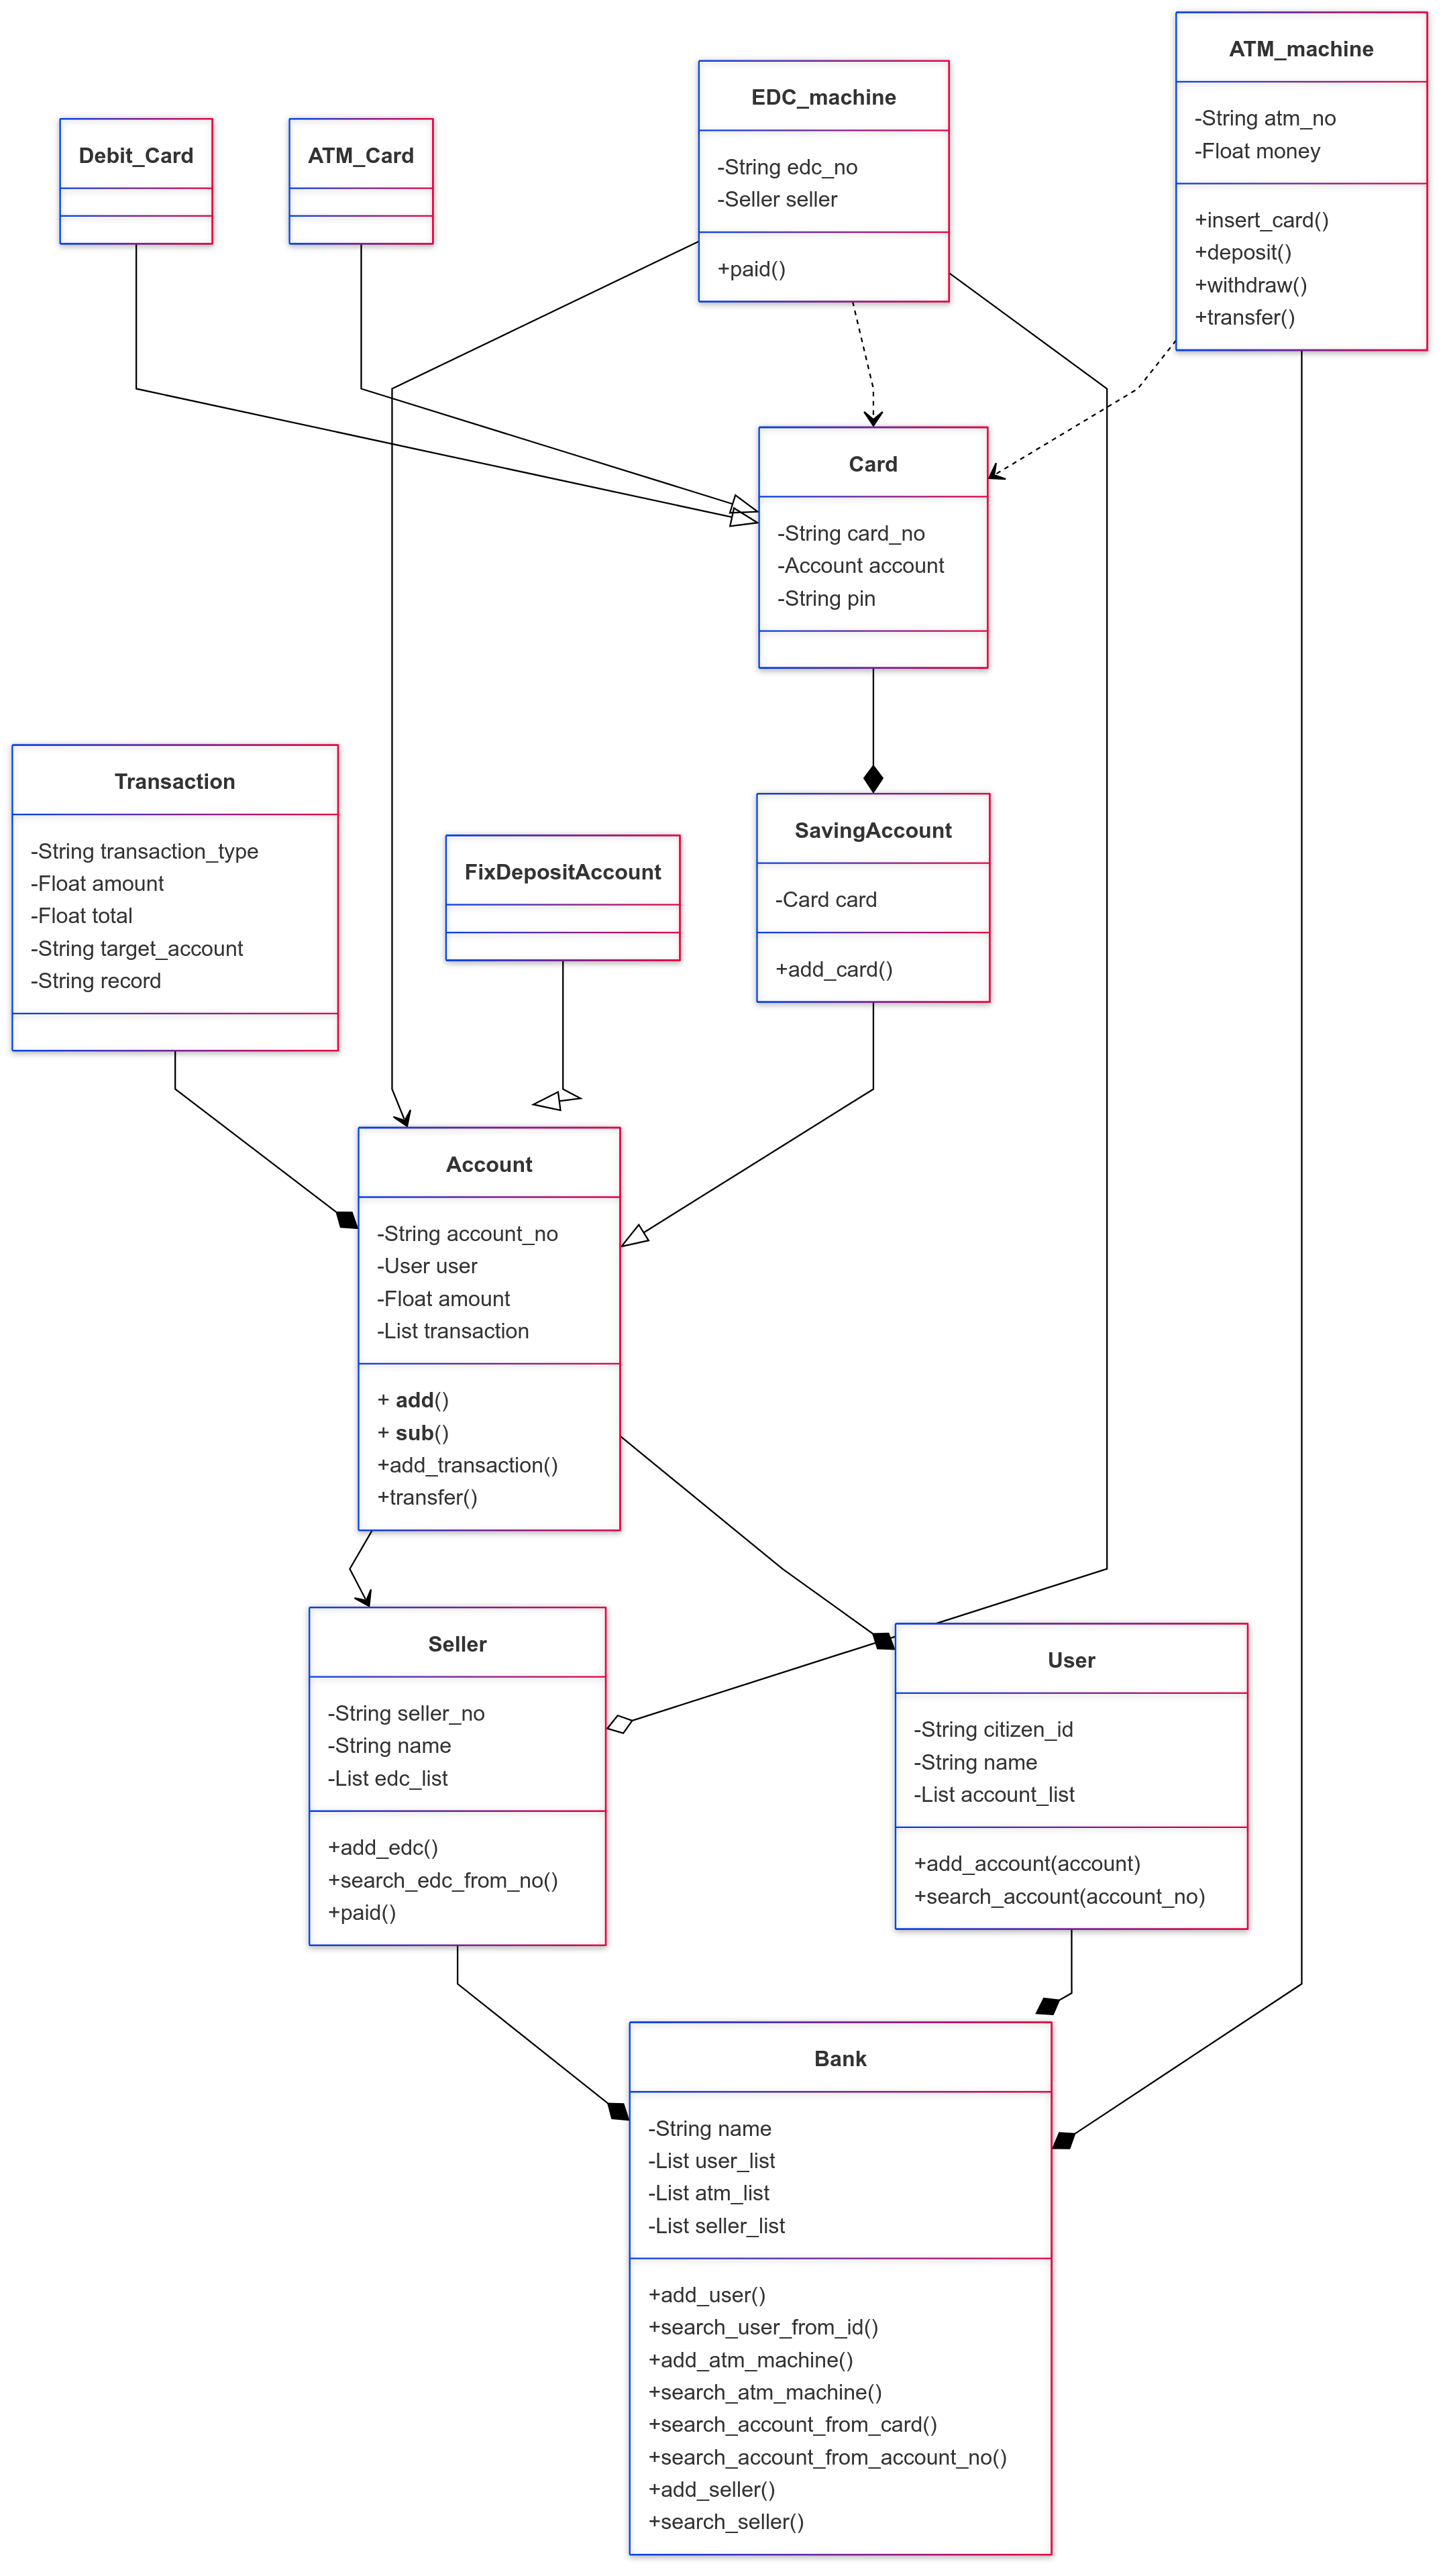 ATM_machine
-String atm_no
-Float money
+insert_card()
+deposit()
+withdraw()
+transfer()
EDC_machine
-String edc_no
-Seller seller
+paid()
Debit_Card
ATM_Card
Card
-String card_no
-Account account
-String pin
Transaction
-String transaction_type
-Float amount
-Float total
-String target_account
-String record
FixDepositAccount
SavingAccount
-Card card
+add_card()
Account
-String account_no
-User user
-Float amount
-List transaction
+ add()
+ sub()
+add_transaction()
+transfer()
Seller
-String seller_no
-String name
-List edc_list
+add_edc()
+search_edc_from_no()
+paid()
User
-String citizen_id
-String name
-List account_list
+add_account(account)
+search_account(account_no)
Bank
-String name
-List user_list
-List atm_list
-List seller_list
+add_user()
+search_user_from_id()
+add_atm_machine()
+search_atm_machine()
+search_account_from_card()
+search_account_from_account_no()
+add_seller()
+search_seller()